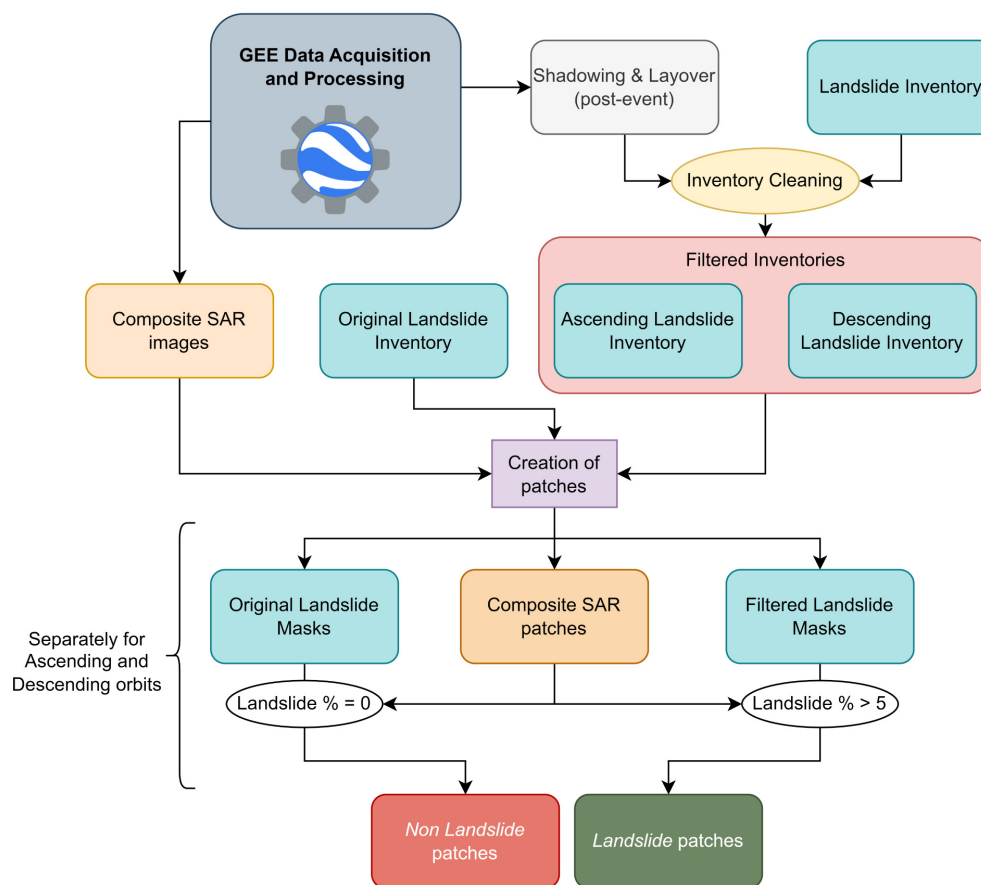 GEE Data Acquisition
and Processing
Shadowing & Layover
(post-event)
Landslide Inventory
Inventory Cleaning
Filtered Inventories
Composite SAR
images
Original Landslide
Inventory
Ascending Landslide
Inventory
Descending
Landslide Inventory
Creation of
patches
Separately for
Ascending and
Descending orbits
Original Landslide
Masks
Composite SAR
patches
Filtered Landslide
Masks
Landslide % = 0
Landslide % > 5
Non Landslide
patches
Landslide patches